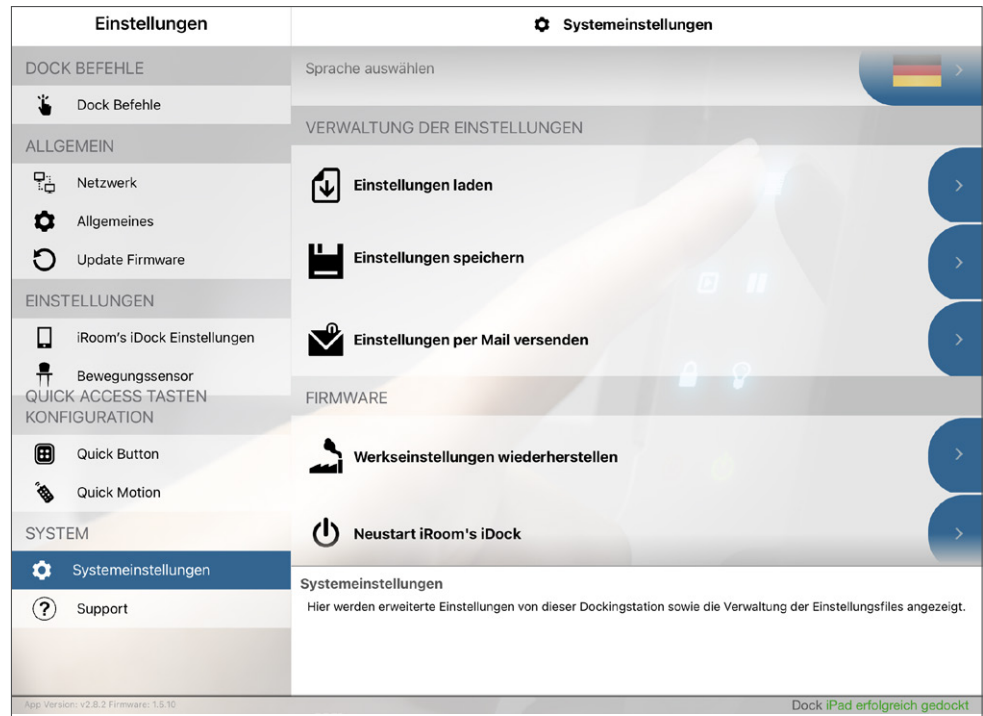 Einstellungen
DOCK BEFEHLE
Dock Befehle
ALLGEMEIN
Netzwerk
Allgemeines
Update Firmware
EINSTELLUNGEN
iRoom's iDock Einstellungen
Bewegungssensor
QUICK ACCESS TASTEN
KONFIGURATION
Quick Button
Quick Motion
SYSTEM
Systemeinstellungen
Support
App Version: v2.8.2 Firmware: 1.5.10
Systemeinstellungen
Sprache auswählen
VERWALTUNG DER EINSTELLUNGEN
Einstellungen laden
Einstellungen speichern
Einstellungen per Mail versenden
FIRMWARE
Werkseinstellungen wiederherstellen
Neustart iRoom's iDock
Systemeinstellungen
Hier werden erweiterte Einstellungen von dieser Dockingstation sowie die Verwaltung der Einstellungsfiles angezeigt.
Dock iPad erfolgreich gedockt